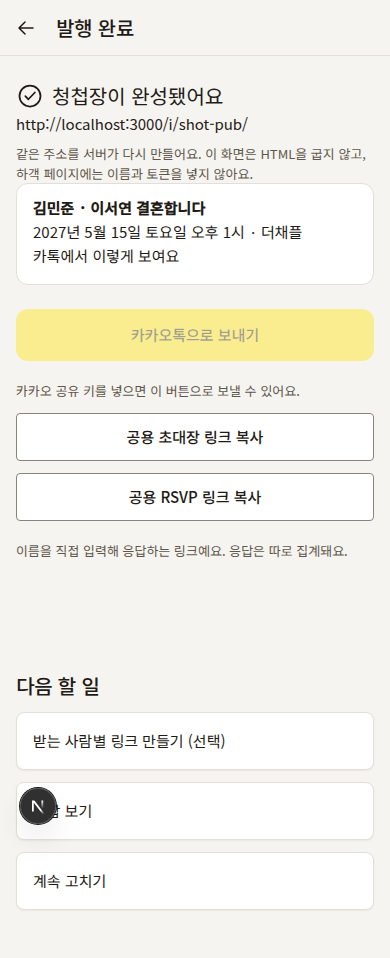 발행 완료
청첩장이 완성됐어요
http://localhost:3000/i/shot-pub/
같은 주소를 서버가 다시 만들어요. 이 화면은 HTML을 굽지 않고,
하객 페이지에는 이름과 토큰을 넣지 않아요.
김민준 · 이서연 결혼합니다
2027년 5월 15일 토요일 오후 1시 · 더채플
카톡에서 이렇게 보여요
카카오톡으로 보내기
카카오 공유 키를 넣으면 이 버튼으로 보낼 수 있어요.
공용 초대장 링크 복사
공용 RSVP 링크 복사
이름을 직접 입력해 응답하는 링크예요. 응답은 따로 집계돼요.
다음 할 일
받는 사람별 링크 만들기 (선택)
N
보기
계속 고치기